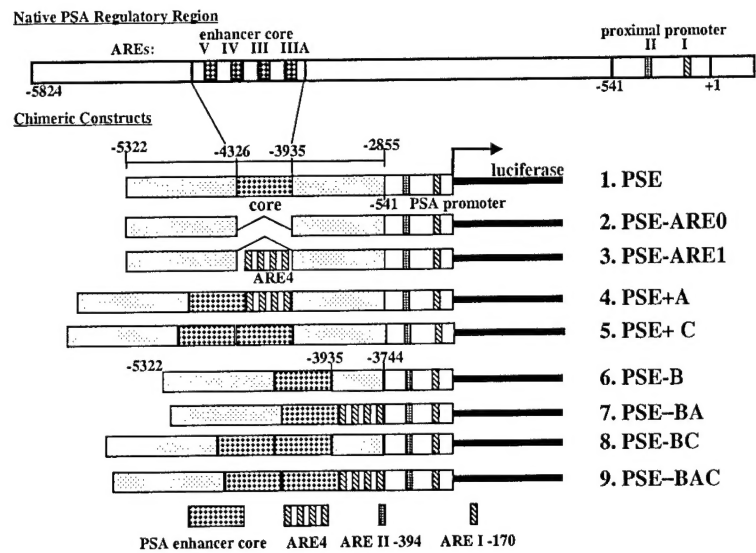 Native PSA Regulatory Region
enhancer core
proximal promoter
AREs: V IV III IIIA
II I
-5824
-541
+1
Chimeric Constructs
-5322
-4326
-3935
-2855
luciferase
1. PSE
core
-541 PSA promoter
2. PSE-ARE0
3. PSE-ARE1
ARE4
4. PSE+A
5. PSE+ C
-5322
-3935
-3744
6. PSE-B
7. PSE--BA
8. PSE-BC
9. PSE--BAC
PSA enhancer core ARE4 ARE II -394 ARE I -170